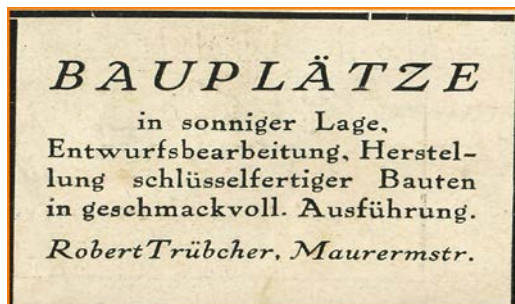 BAUPLÄTZE
in sonniger Lage,
Entwurfsbearbeitung, Herstel-
lung schlüsselfertiger Bauten
in geschmackvoll. Ausführung.
Robert Trübcher, Maurermstr.